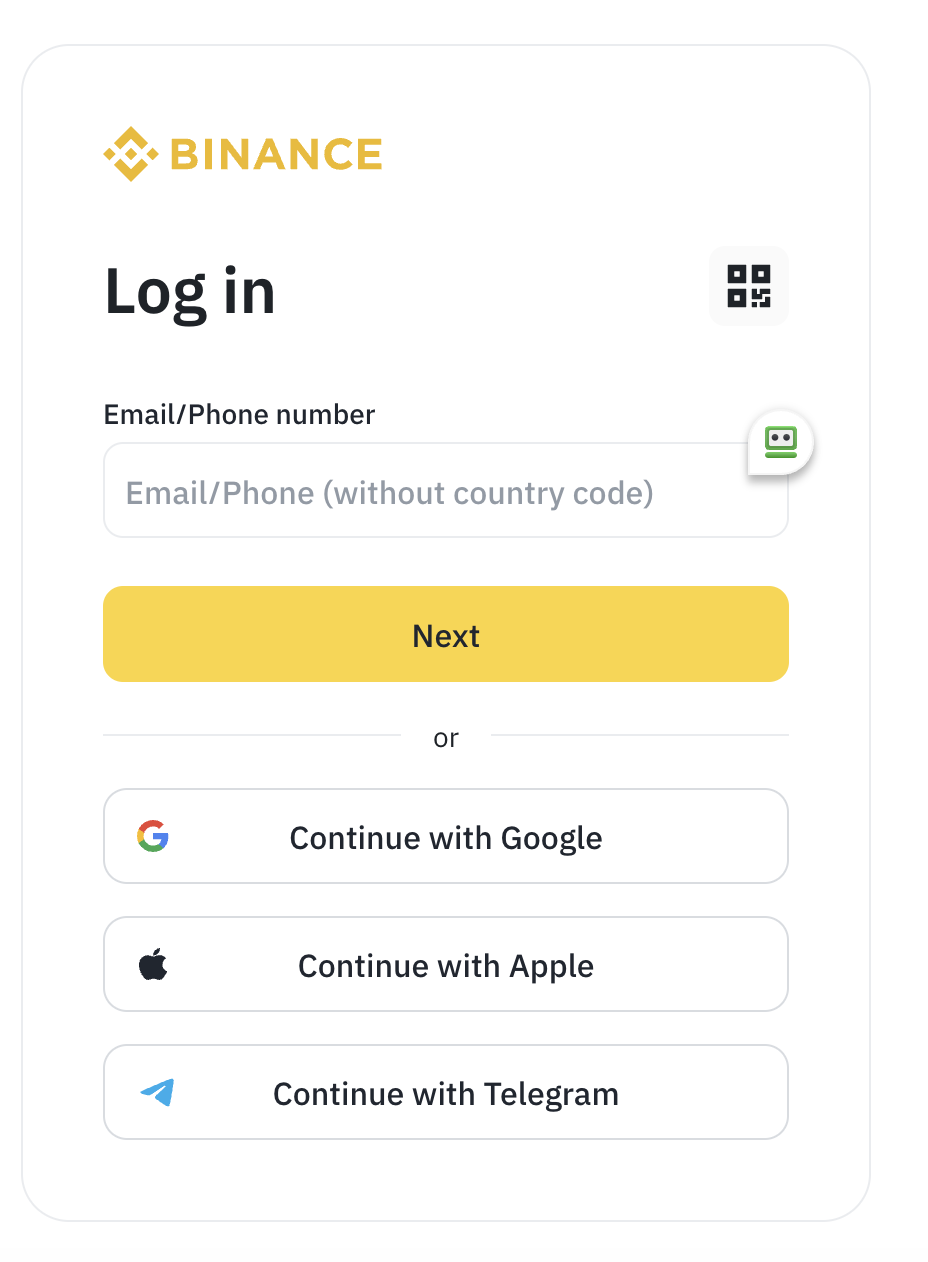 BINANCE
Log in
Email/Phone number
Email/Phone (without country code)
Next
or
Continue with Google
Continue with Apple
Continue with Telegram